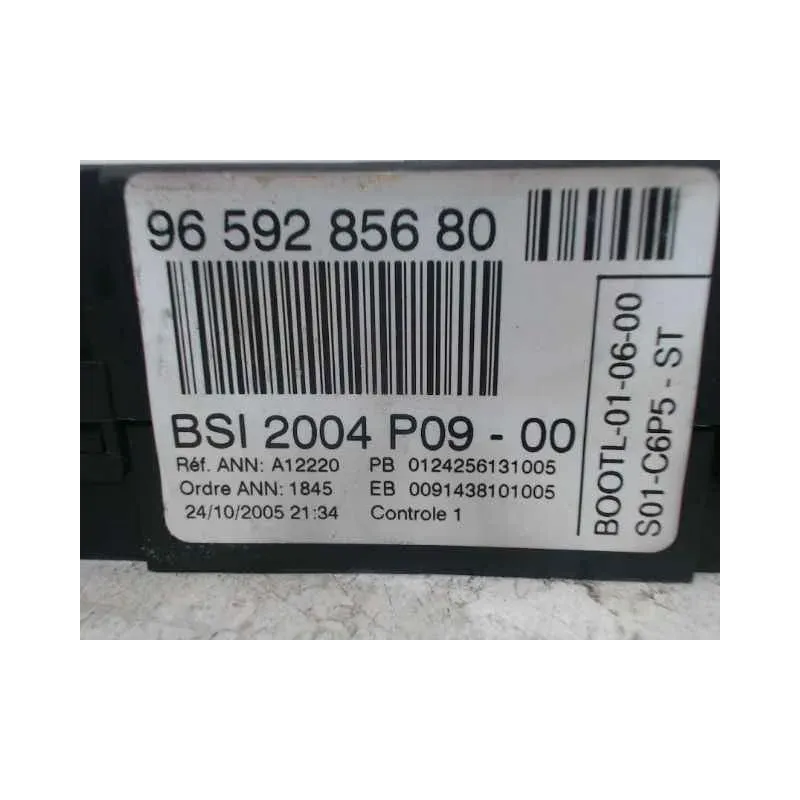 96 592 856 80
BSI 2004 P09 - 00
Réf. ANN: A12220 PB 0124256131005
Ordre ANN: 1845 EB 0091438101005
24/10/2005 21:34 Controle 1
BOOTL-01-06-00
S01-C6P5 - ST